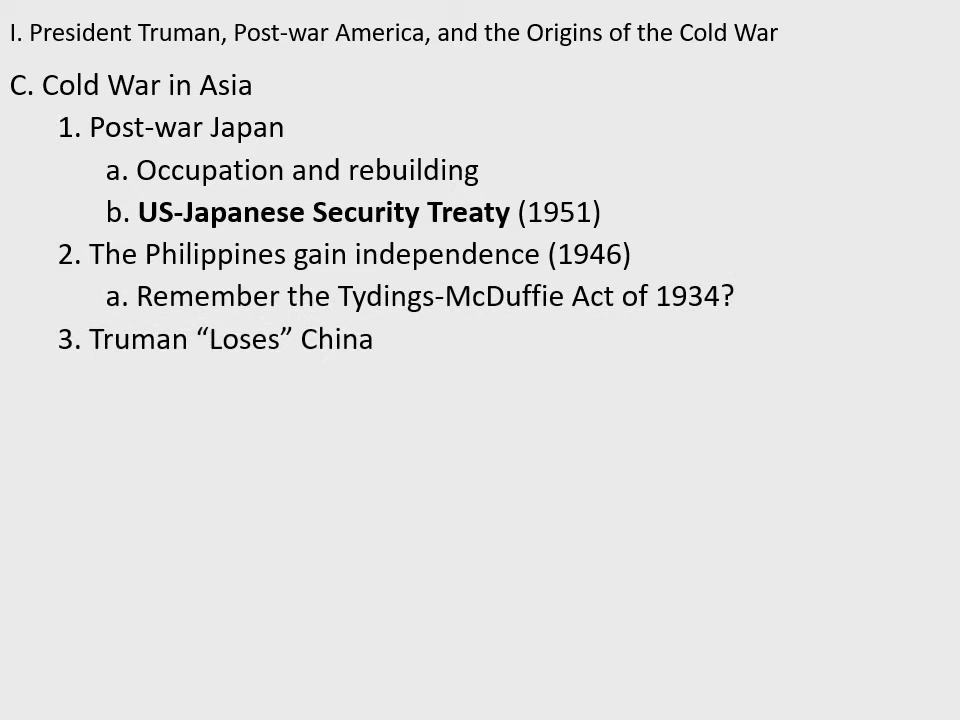 I. President Truman, Post-war America, and the Origins of the Cold War
C. Cold War in Asia
1. Post-war Japan
a. Occupation and rebuilding
b. US-Japanese Security Treaty (1951)
2. The Philippines gain independence (1946)
a. Remember the Tydings-McDuffie Act of 1934?
3. Truman “Loses” China